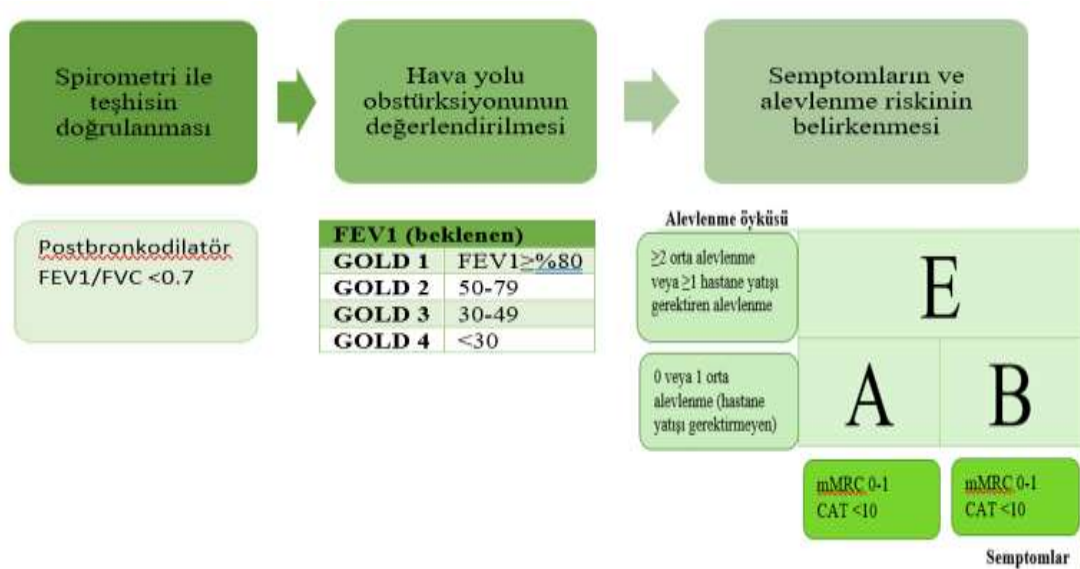 Spirometri ile
teşhisin
doğrulanması
Hava yolu
obstürksiyonunun
değerlendirilmesi
Semptomların ve
alevlenme riskinin
belirkenmesi
Postbronkodilatör
FEV1/FVC <0.7
FEV1 (beklenen)
GOLD 1 FEV1≥%80
GOLD 2 50-79
GOLD 3 30-49
GOLD 4 <30
Alevlenme öyküsü
≥2 orta alevlenme
veya ≥1 hastane yatışı
gerektiren alevlenme
E
0 veya 1 orta
alevlenme (hastane
yatışı gerektirmeyen)
A B
mMRC 0-1
CAT <10
mMRC 0-1
CAT <10
Semptomlar